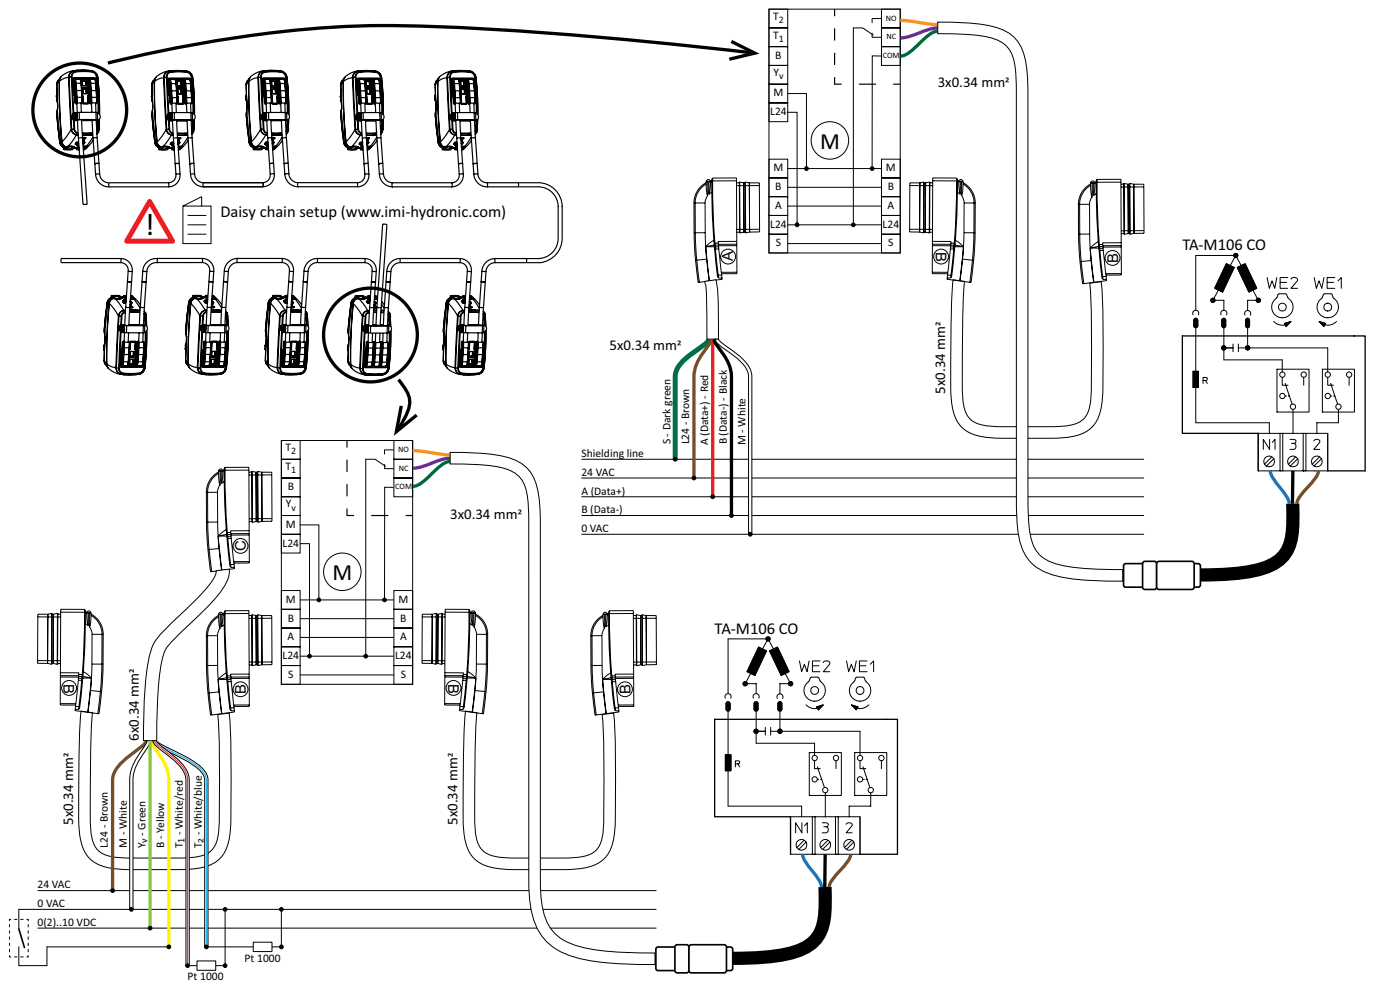 T2
T1
B
Yv
M
L24
NO
NC
COM
3x0.34 mm²
M
M
B
A
L24
S
M
B
A
L24
S
Daisy chain setup (www.imi-hydronic.com)
A
B
B
5x0.34 mm²
5x0.34 mm²
S - Dark green
L24 - Brown
A (Data+) - Red
B (Data-) - Black
M - White
Shielding line
24 VAC
A (Data+)
B (Data-)
0 VAC
TA-M106 CO
WE2
WE1
R
N1
3
2
T2
T1
B
Yv
M
L24
NO
NC
COM
3x0.34 mm²
M
M
B
A
L24
S
M
B
A
L24
S
C
B
B
B
B
6x0.34 mm²
5x0.34 mm²
5x0.34 mm²
L24 - Brown
M - White
Yv - Green
B - Yellow
T1 - White/red
T2 - White/blue
24 VAC
0 VAC
0(2)..10 VDC
Pt 1000
Pt 1000
TA-M106 CO
WE2
WE1
R
N1
3
2